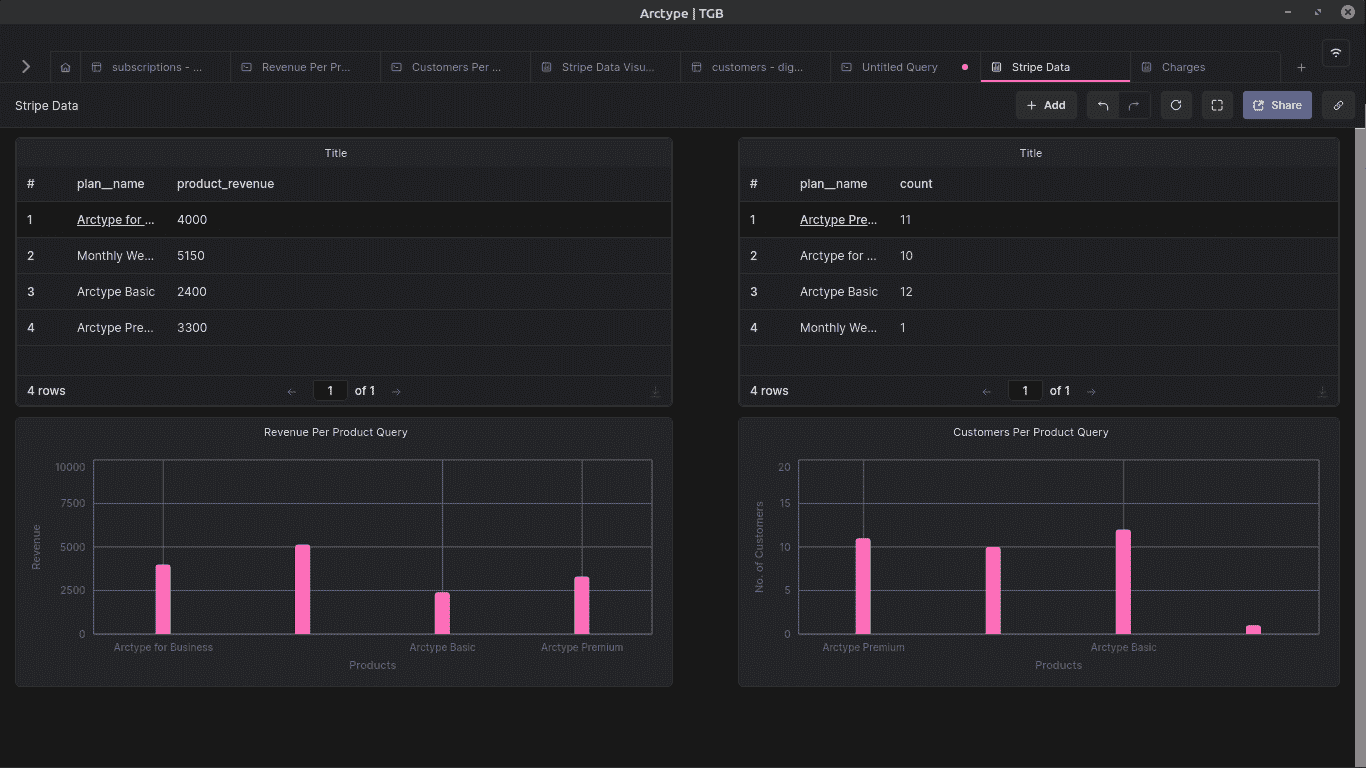 Arctype | TGB
subscriptions - ...
Revenue Per Pr...
Customers Per ...
Stripe Data Visu...
customers - dig...
Untitled Query
Stripe Data
Charges
Stripe Data
Add
Share
Title
# plan__name product_revenue
1 Arctype for ... 4000
2 Monthly We... 5150
3 Arctype Basic 2400
4 Arctype Pre... 3300
4 rows
1 of 1
Title
# plan__name count
1 Arctype Pre... 11
2 Arctype for ... 10
3 Arctype Basic 12
4 Monthly We... 1
4 rows
1 of 1
Revenue Per Product Query
Revenue
10000
7500
5000
2500
0
Arctype for Business Arctype Basic Arctype Premium
Products
Customers Per Product Query
No. of Customers
20
15
10
5
0
Arctype Premium Arctype Basic
Products